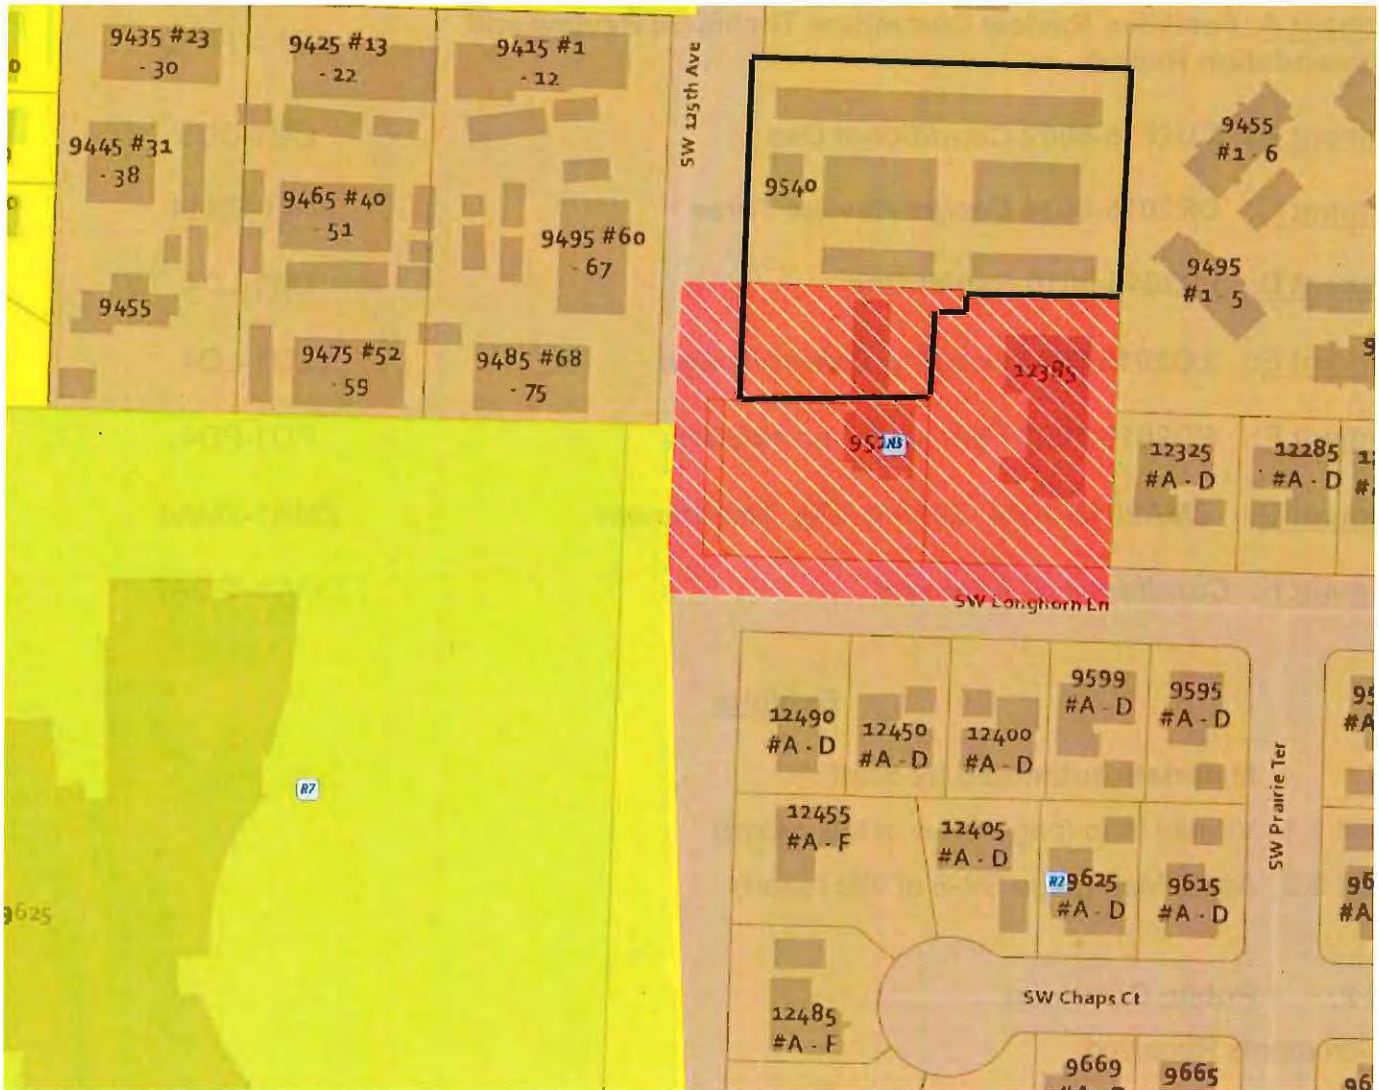 9435 #23
- 30
9425 #13
- 22
9415 #1
- 12
SW 125th Ave
9445 #31
- 38
9465 #40
51
9495 #60
- 67
9455
9475 #52
- 59
9485 #68
- 75
9540
9455
#1 - 6
9495
#1 - 5
12385
N3
12325
#A - D
12285
#A - D
SW Longhorn Ln
R7
9625
12490
#A - D
12450
#A - D
12400
#A - D
9599
#A - D
9595
#A - D
12455
#A - F
12405
#A - D
R2
9625
#A - D
9615
#A - D
SW Prairie Ter
12485
#A - F
SW Chaps Ct
9669
9665